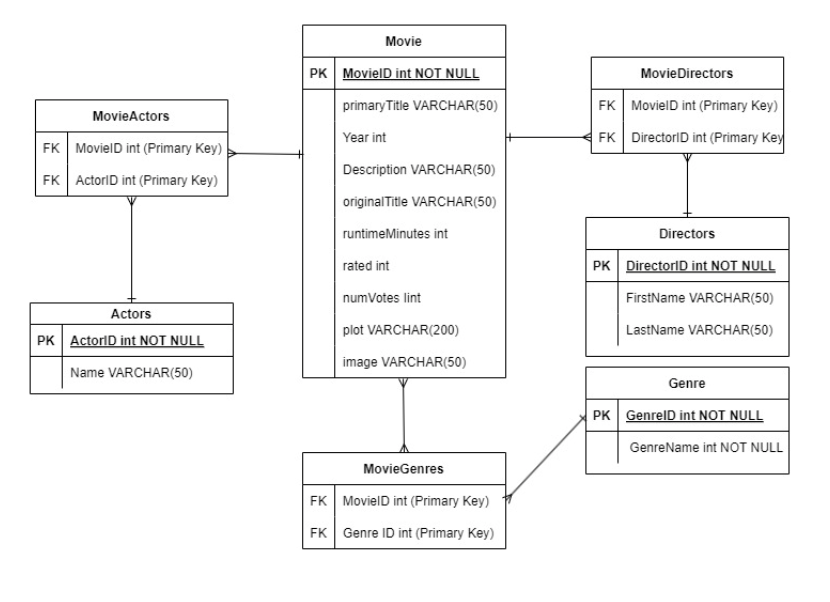 Movie
PK MovieID int NOT NULL
primaryTitle VARCHAR(50)
Year int
Description VARCHAR(50)
originalTitle VARCHAR(50)
runtimeMinutes int
rated int
numVotes Iint
plot VARCHAR(200)
image VARCHAR(50)
MovieActors
FK MovieID int (Primary Key)
FK ActorID int (Primary Key)
Actors
PK ActorID int NOT NULL
Name VARCHAR(50)
MovieDirectors
FK MovieID int (Primary Key)
FK DirectorID int (Primary Key
Directors
PK DirectorID int NOT NULL
FirstName VARCHAR(50)
LastName VARCHAR(50)
Genre
PK GenreID int NOT NULL
GenreName int NOT NULL
MovieGenres
FK MovieID int (Primary Key)
FK Genre ID int (Primary Key)